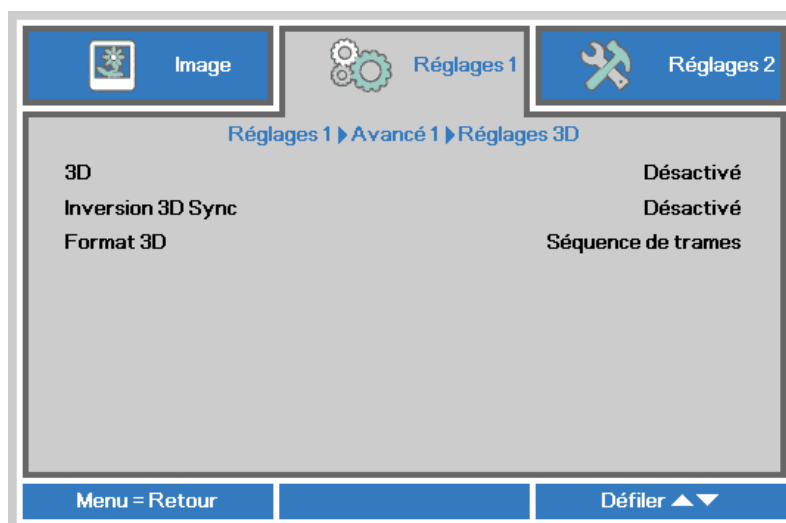 Image
Réglages 1
Réglages 2
Réglages 1 ▶ Avancé 1 ▶ Réglages 3D
3D Désactivé
Inversion 3D Sync Désactivé
Format 3D Séquence de trames
Menu = Retour
Défiler ▲▼